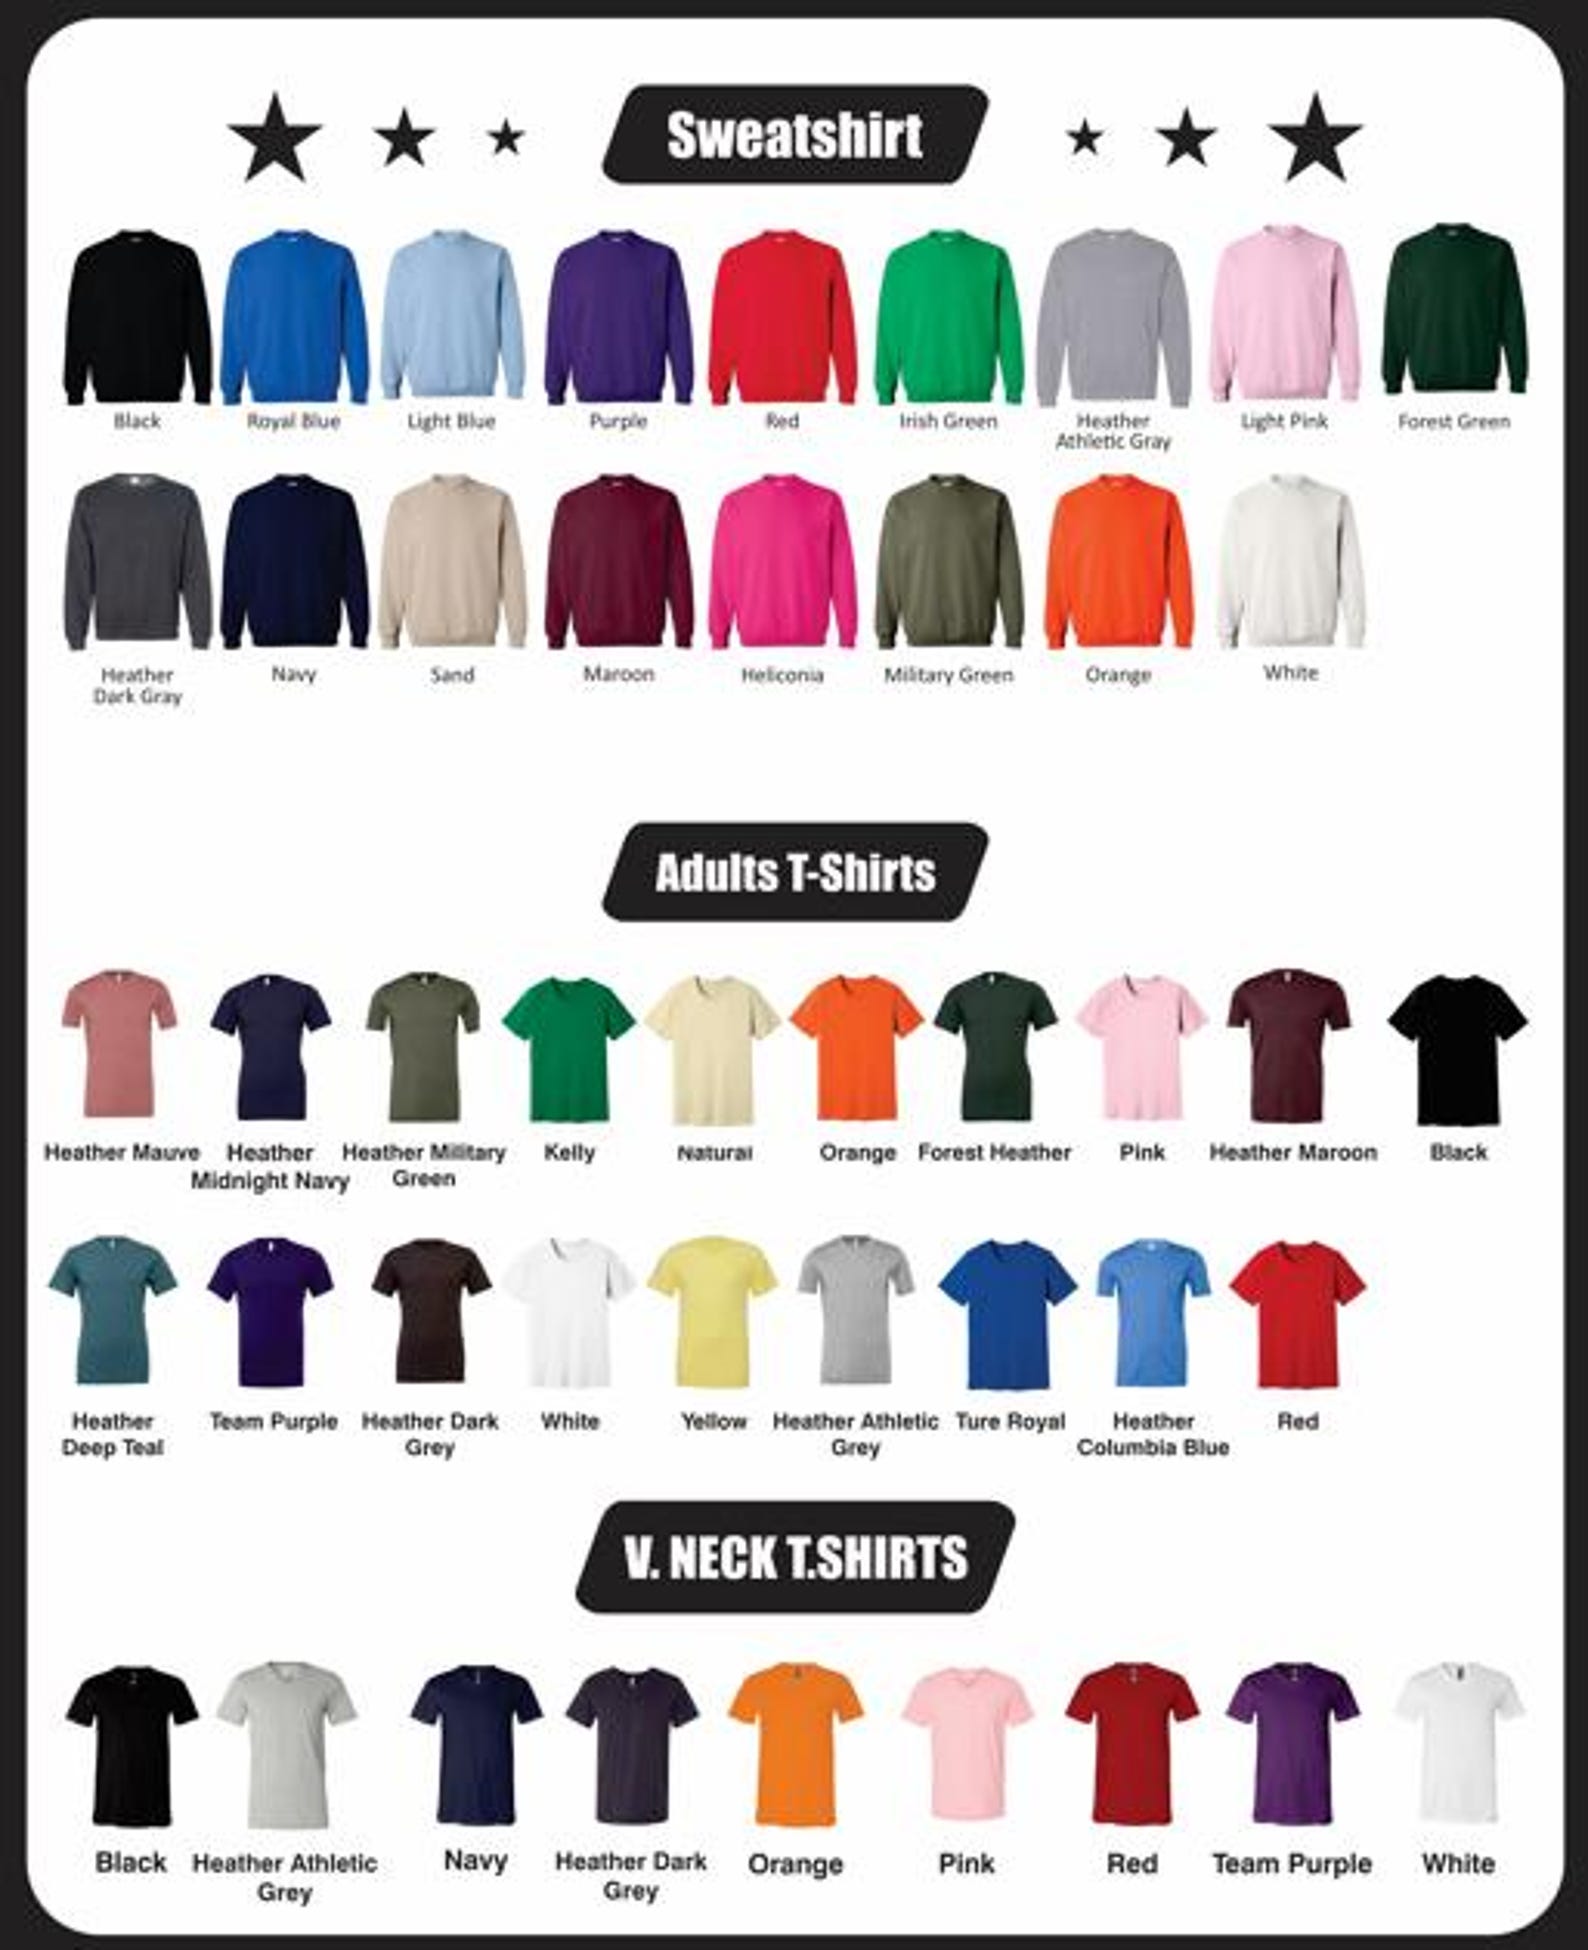 Sweatshirt
Black
Royal Blue
Light Blue
Purple
Red
Irish Green
Heather
Athletic Gray
Light Pink
Forest Green
Heather
Dark Gray
Navy
Sand
Maroon
Heliconia
Military Green
Orange
White
Adults T-Shirts
Heather Mauve
Heather
Midnight Navy
Heather Military
Green
Kelly
Natural
Orange
Forest Heather
Pink
Heather Maroon
Black
Heather
Deep Teal
Team Purple
Heather Dark
Grey
White
Yellow
Heather Athletic
Grey
Ture Royal
Heather
Columbia Blue
Red
V. NECK T.SHIRTS
Black
Heather Athletic
Grey
Navy
Heather Dark
Grey
Orange
Pink
Red
Team Purple
White